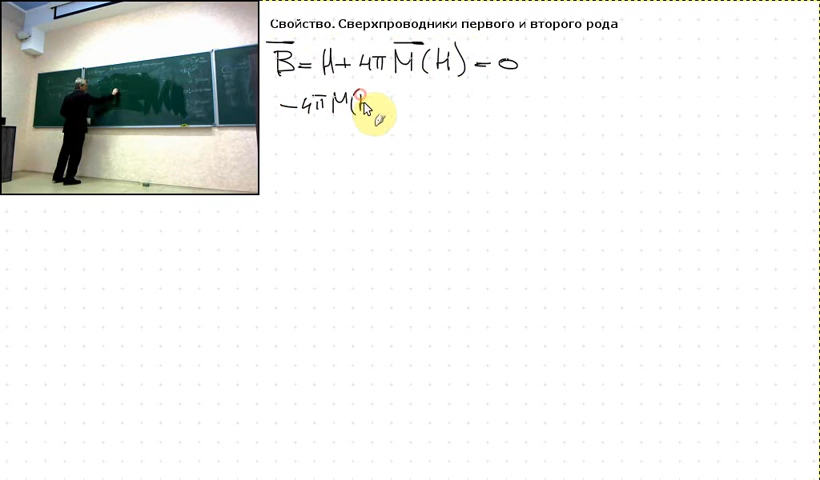 Свойство. Сверхпроводники первого и второго рода
B̅ = H + 4π M̅(H) = 0
− 4π M(